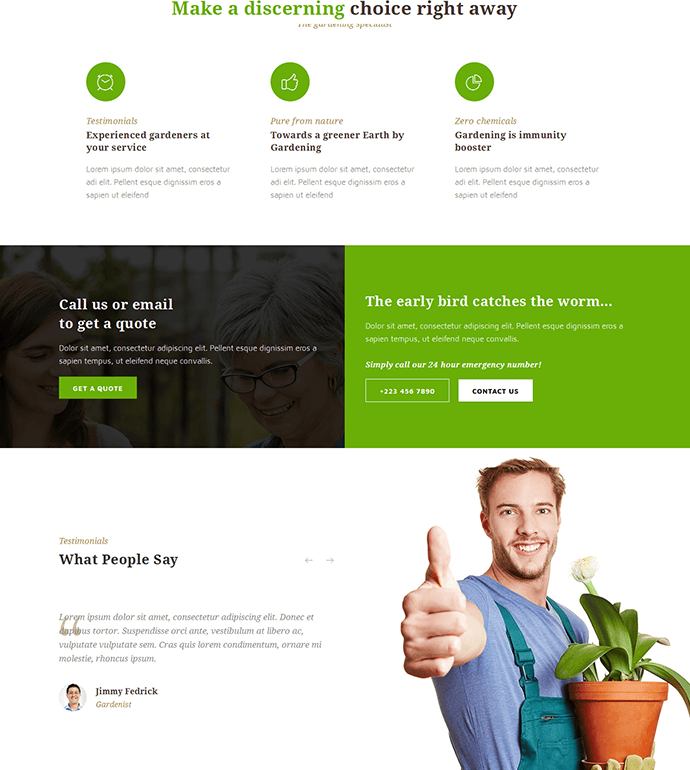 Make a discerning choice right away
The gardening specialist
Testimonials
Experienced gardeners at
your service
Lorem ipsum dolor sit amet, consectetur
adi elit. Pellent esque dignissim eros a
sapien ut eleifend
Pure from nature
Towards a greener Earth by
Gardening
Lorem ipsum dolor sit amet, consectetur
adi elit. Pellent esque dignissim eros a
sapien ut eleifend
Zero chemicals
Gardening is immunity
booster
Lorem ipsum dolor sit amet, consectetur
adi elit. Pellent esque dignissim eros a
sapien ut eleifend
Call us or email
to get a quote
Dolor sit amet, consectetur adipiscing elit. Pellent esque dignissim eros a
sapien tempus, ut eleifend neque convallis.
GET A QUOTE
The early bird catches the worm...
Dolor sit amet, consectetur adipiscing elit. Pellent esque dignissim eros a
sapien tempus, ut eleifend neque convallis.
Simply call our 24 hour emergency number!
+223 456 7890
CONTACT US
Testimonials
What People Say
Lorem ipsum dolor sit amet, consectetur adipiscing elit. Donec et
dapibus tortor. Suspendisse orci ante, vestibulum at libero ac,
vulputate vulputate sem. Cras quis lorem condimentum, ornare mi
molestie, rhoncus ipsum.
Jimmy Fedrick
Gardenist